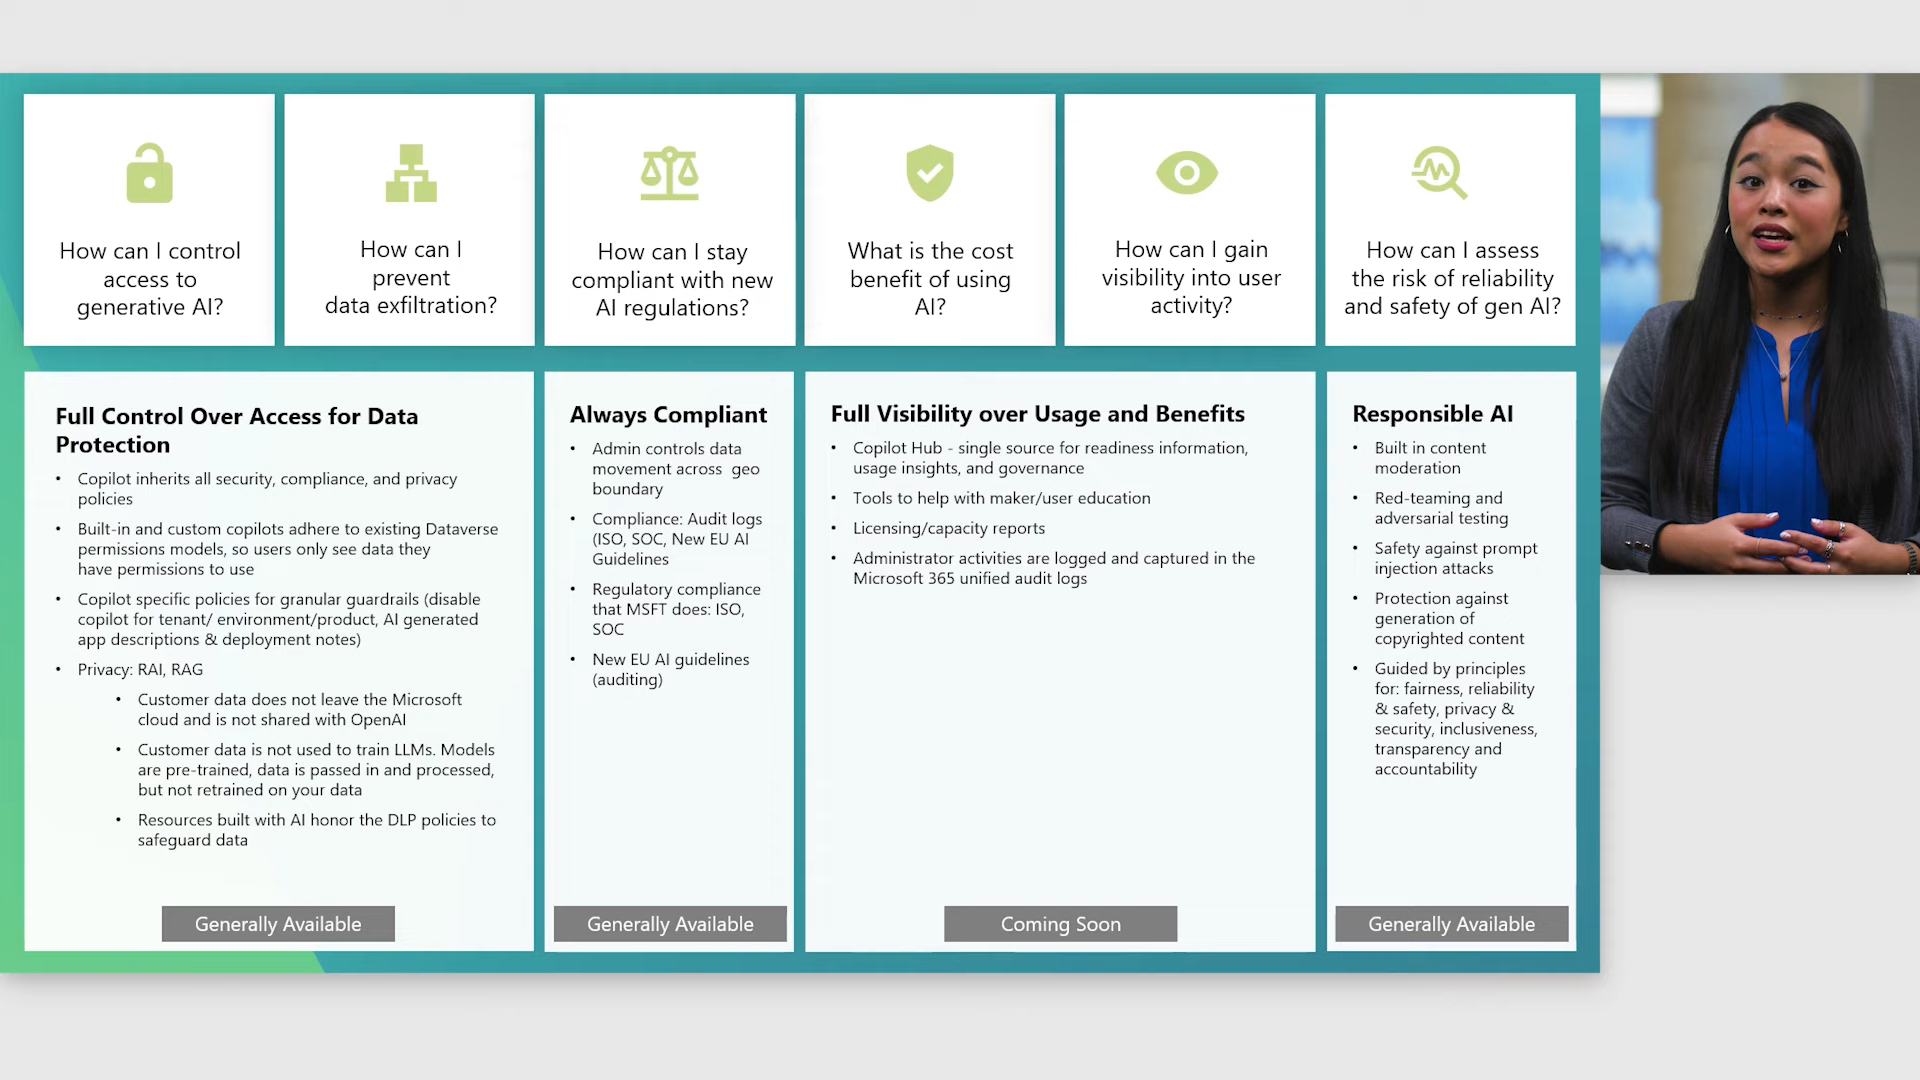 How can I control
access to
generative AI?
How can I
prevent
data exfiltration?
How can I stay
compliant with new
AI regulations?
What is the cost
benefit of using
AI?
How can I gain
visibility into user
activity?
How can I assess
the risk of reliability
and safety of gen AI?
Full Control Over Access for Data
Protection
• Copilot inherits all security, compliance, and privacy
policies
• Built-in and custom copilots adhere to existing Dataverse
permissions models, so users only see data they
have permissions to use
• Copilot specific policies for granular guardrails (disable
copilot for tenant/ environment/product, AI generated
app descriptions & deployment notes)
• Privacy: RAI, RAG
• Customer data does not leave the Microsoft
cloud and is not shared with OpenAI
• Customer data is not used to train LLMs. Models
are pre-trained, data is passed in and processed,
but not retrained on your data
• Resources built with AI honor the DLP policies to
safeguard data
Generally Available
Always Compliant
• Admin controls data
movement across geo
boundary
• Compliance: Audit logs
(ISO, SOC, New EU AI
Guidelines
• Regulatory compliance
that MSFT does: ISO,
SOC
• New EU AI guidelines
(auditing)
Generally Available
Full Visibility over Usage and Benefits
• Copilot Hub - single source for readiness information,
usage insights, and governance
• Tools to help with maker/user education
• Licensing/capacity reports
• Administrator activities are logged and captured in the
Microsoft 365 unified audit logs
Coming Soon
Responsible AI
• Built in content
moderation
• Red-teaming and
adversarial testing
• Safety against prompt
injection attacks
• Protection against
generation of
copyrighted content
• Guided by principles
for: fairness, reliability
& safety, privacy &
security, inclusiveness,
transparency and
accountability
Generally Available